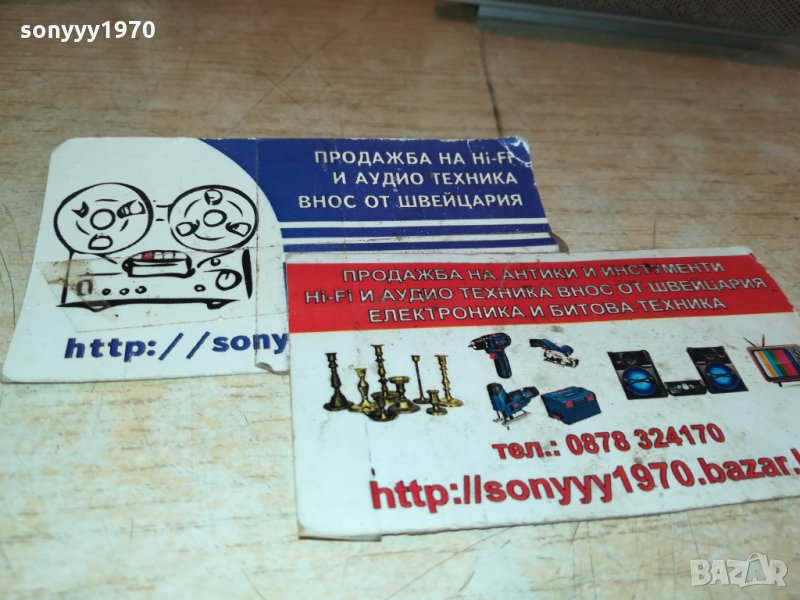 sonyyy1970
ПРОДАЖБА НА Hi-Fi
И АУДИО ТЕХНИКА
ВНОС ОТ ШВЕЙЦАРИЯ
http://sony
ПРОДАЖБА НА АНТИКИ И ИНСТУМЕНТИ
Hi-Fi И АУДИО ТЕХНИКА ВНОС ОТ ШВЕЙЦАРИЯ
ЕЛЕКТРОНИКА И БИТОВА ТЕХНИКА
тел.: 0878 324170
http://sonyyy1970.bazar.
BAZAR